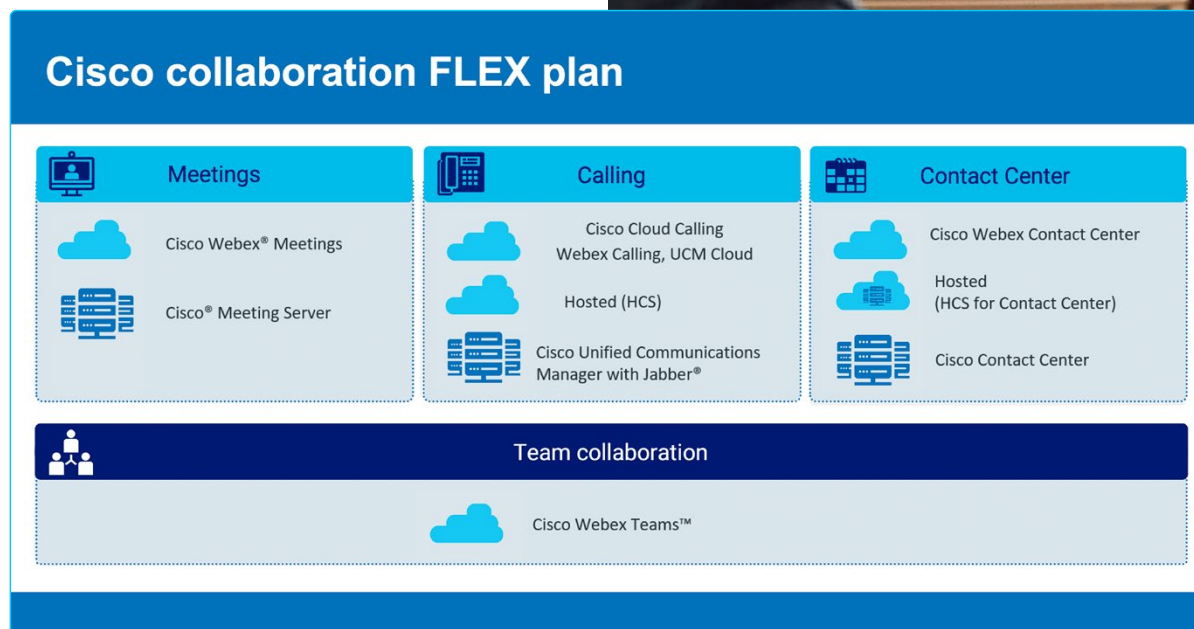 Cisco collaboration FLEX plan
Meetings
Cisco Webex® Meetings
Cisco® Meeting Server
Calling
Cisco Cloud Calling
Webex Calling, UCM Cloud
Hosted (HCS)
Cisco Unified Communications
Manager with Jabber®
Contact Center
Cisco Webex Contact Center
Hosted
(HCS for Contact Center)
Cisco Contact Center
Team collaboration
Cisco Webex Teams™